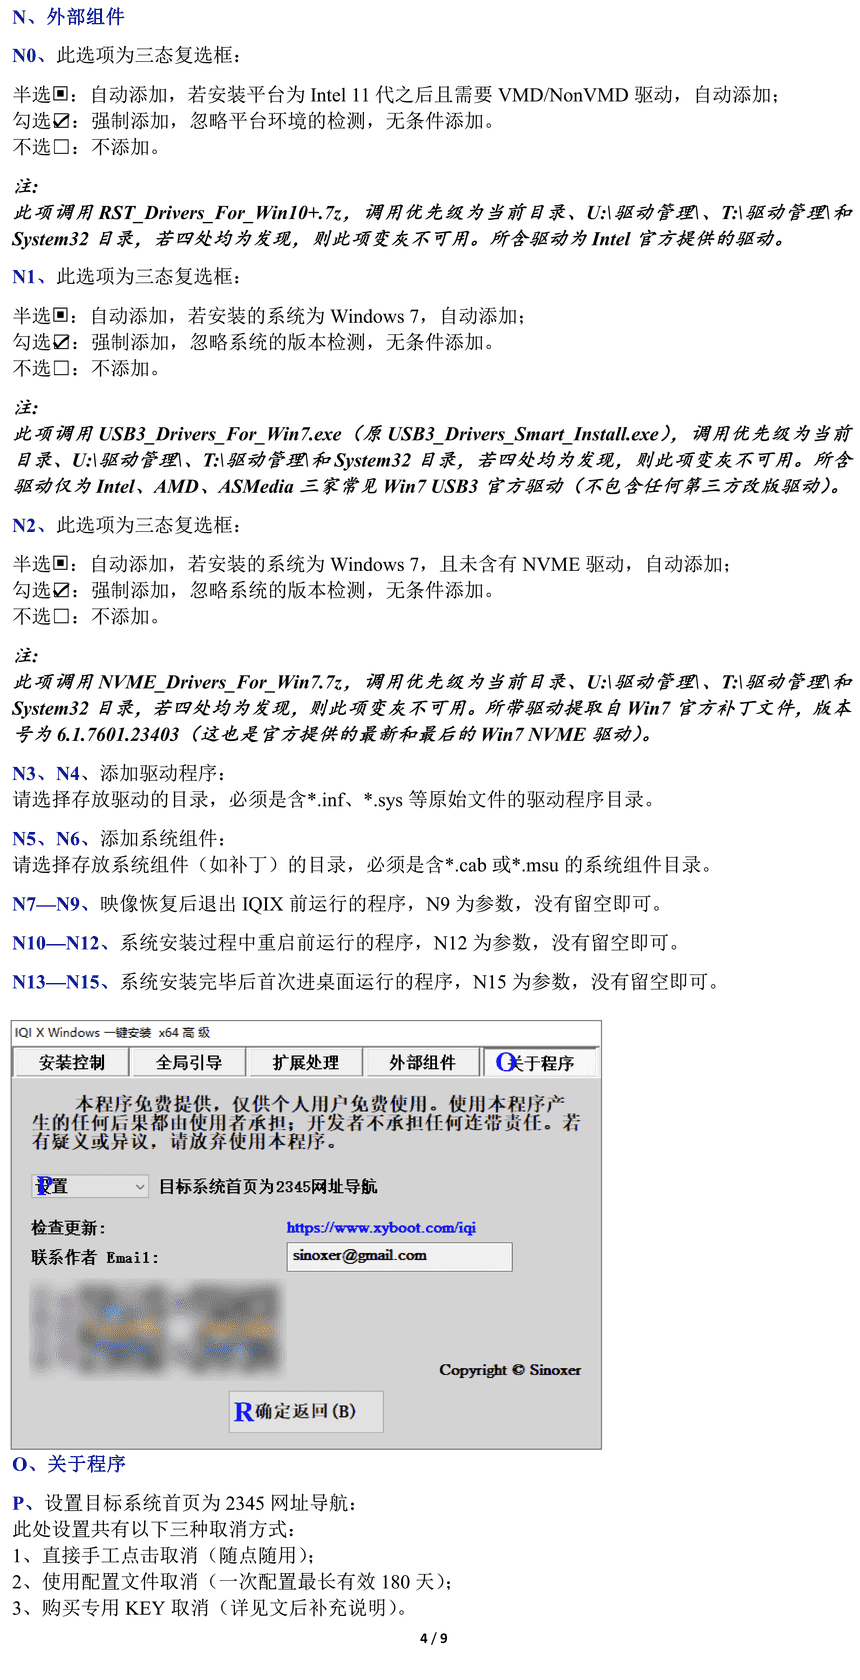 N、外部组件
N0、此选项为三态复选框：
半选▣：自动添加，若安装平台为 Intel 11 代之后且需要 VMD/NonVMD 驱动，自动添加；
勾选☑：强制添加，忽略平台环境的检测，无条件添加。
不选☐：不添加。
注：
此项调用 RST_Drivers_For_Win10+.7z，调用优先级为当前目录、U:\驱动管理\、T:\驱动管理\和
System32 目录，若四处均为发现，则此项变灰不可用。所含驱动为 Intel 官方提供的驱动。
N1、此选项为三态复选框：
半选▣：自动添加，若安装的系统为 Windows 7，自动添加；
勾选☑：强制添加，忽略系统的版本检测，无条件添加。
不选☐：不添加。
注：
此项调用 USB3_Drivers_For_Win7.exe（原 USB3_Drivers_Smart_Install.exe），调用优先级为当前
目录、U:\驱动管理\、T:\驱动管理\和 System32 目录，若四处均为发现，则此项变灰不可用。所含
驱动仅为 Intel、AMD、ASMedia 三家常见 Win7 USB3 官方驱动（不包含任何第三方改版驱动）。
N2、此选项为三态复选框：
半选▣：自动添加，若安装的系统为 Windows 7，且未含有 NVME 驱动，自动添加；
勾选☑：强制添加，忽略系统的版本检测，无条件添加。
不选☐：不添加。
注：
此项调用 NVME_Drivers_For_Win7.7z，调用优先级为当前目录、U:\驱动管理\、T:\驱动管理\和
System32 目录，若四处均为发现，则此项变灰不可用。所带驱动提取自 Win7 官方补丁文件，版本
号为 6.1.7601.23403（这也是官方提供的最新和最后的 Win7 NVME 驱动）。
N3、N4、添加驱动程序：
请选择存放驱动的目录，必须是含*.inf、*.sys 等原始文件的驱动程序目录。
N5、N6、添加系统组件：
请选择存放系统组件（如补丁）的目录，必须是含*.cab 或*.msu 的系统组件目录。
N7—N9、映像恢复后退出 IQIX 前运行的程序，N9 为参数，没有留空即可。
N10—N12、系统安装过程中重启前运行的程序，N12 为参数，没有留空即可。
N13—N15、系统安装完毕后首次进桌面运行的程序，N15 为参数，没有留空即可。
IQI X Windows 一键安装 x64 高 级
安装控制 全局引导 扩展处理 外部组件 O关于程序
本程序免费提供，仅供个人用户免费使用。使用本程序产
生的任何后果都由使用者承担；开发者不承担任何连带责任。若
有疑义或异议，请放弃使用本程序。
P设置 目标系统首页为2345网址导航
检查更新： https://www.xyboot.com/iqi
联系作者 Email： sinoxer@gmail.com
Copyright © Sinoxer
R确定返回(B)
O、关于程序
P、设置目标系统首页为 2345 网址导航：
此处设置共有以下三种取消方式：
1、直接手工点击取消（随点随用）；
2、使用配置文件取消（一次配置最长有效 180 天）；
3、购买专用 KEY 取消（详见文后补充说明）。
4 / 9